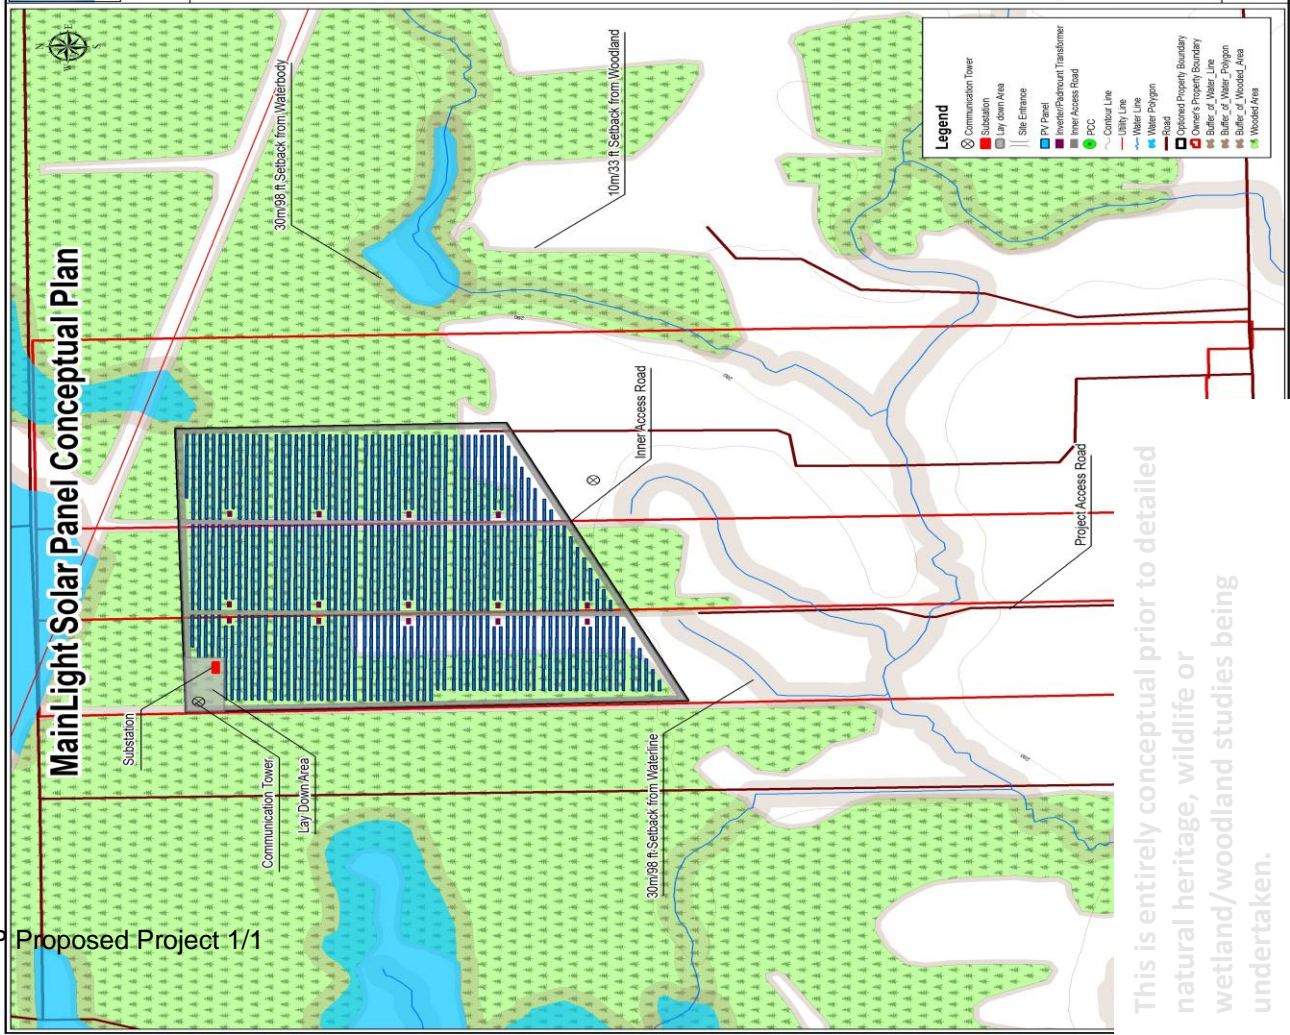 MainLight Solar Panel Conceptual Plan
N
E
S
W
30m/98 ft Setback from Waterbody
10m/33 ft Setback from Woodland
Legend
Communication Tower
Substation
Lay down Area
Site Entrance
PV Panel
Inverter/Padmount Transformer
Inner Access Road
PCC
Contour Line
Utility Line
Water Line
Water Polygon
Road
Optioned Property Boundary
Owner's Property Boundary
Buffer_of_Water_Line
Buffer_of_Water_Polygon
Buffer_of_Wooded_Area
Wooded Area
Substation
Communication Tower
Lay Down Area
Inner Access Road
30m/98 ft Setback from Waterline
Project Access Road
280
Proposed Project 1/1
This is entirely conceptual prior to detailed
natural heritage, wildlife or
wetland/woodland studies being
undertaken.